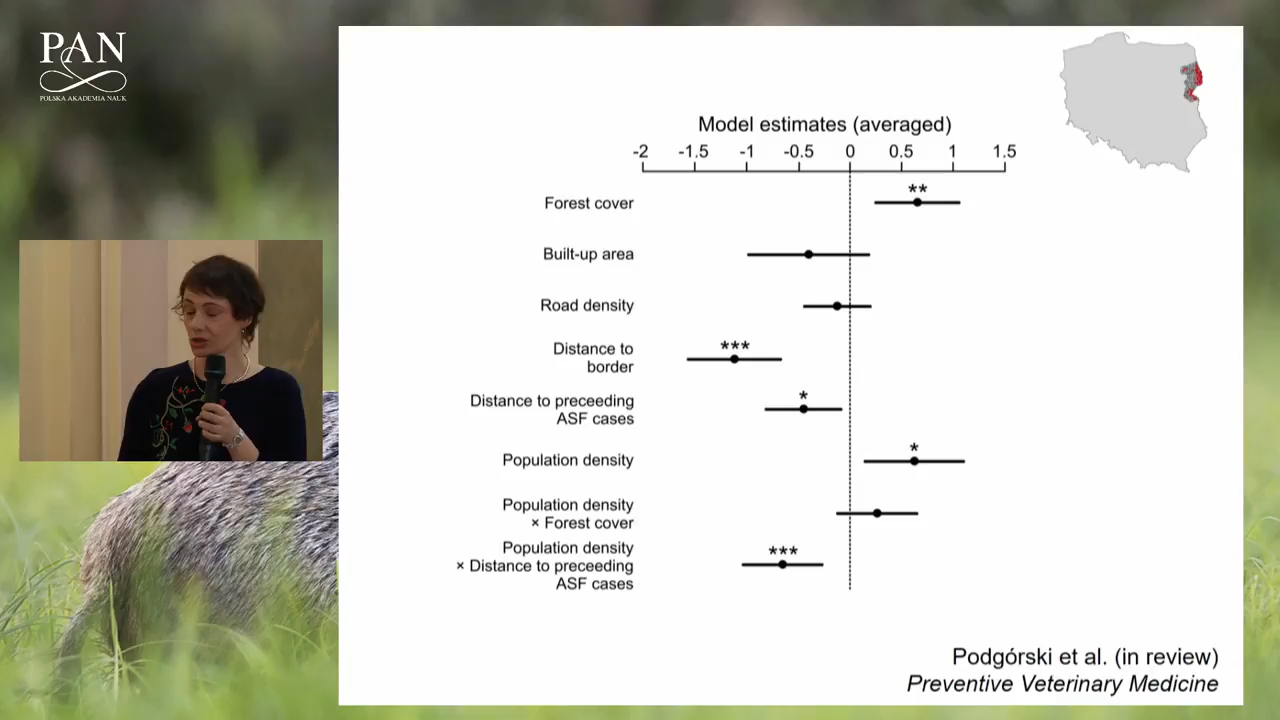 PAN
POLSKA AKADEMIA NAUK
Model estimates (averaged)
-2 -1.5 -1 -0.5 0 0.5 1 1.5
**
Forest cover
Built-up area
Road density
***
Distance to
border
*
Distance to preceeding
ASF cases
*
Population density
Population density
× Forest cover
***
Population density
× Distance to preceeding
ASF cases
Podgórski et al. (in review)
Preventive Veterinary Medicine